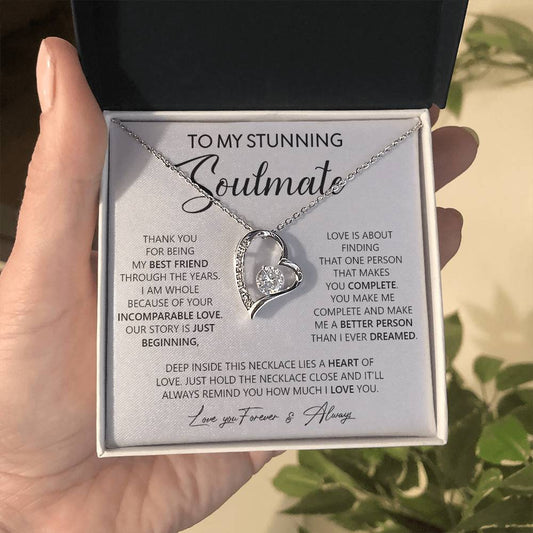 TO MY STUNNING
Soulmate
THANK YOU
FOR BEING
MY BEST FRIEND
THROUGH THE YEARS.
I AM WHOLE
BECAUSE OF YOUR
INCOMPARABLE LOVE.
OUR STORY IS JUST
BEGINNING,
LOVE IS ABOUT
FINDING
THAT ONE PERSON
THAT MAKES
YOU COMPLETE.
YOU MAKE ME
COMPLETE AND MAKE
ME A BETTER PERSON
THAN I EVER DREAMED.
DEEP INSIDE THIS NECKLACE LIES A HEART OF
LOVE. JUST HOLD THE NECKLACE CLOSE AND IT'LL
ALWAYS REMIND YOU HOW MUCH I LOVE YOU.
Love you Forever & Always